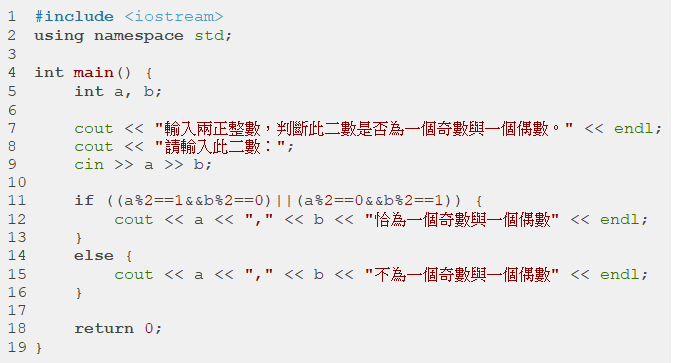 1 #include <iostream>
2 using namespace std;
3
4 int main() {
5     int a, b;
6
7     cout << "輸入兩正整數，判斷此二數是否為一個奇數與一個偶數。" << endl;
8     cout << "請輸入此二數：";
9     cin >> a >> b;
10
11     if ((a%2==1&&b%2==0)||(a%2==0&&b%2==1)) {
12         cout << a << "," << b << "恰為一個奇數與一個偶數" << endl;
13     }
14     else {
15         cout << a << "," << b << "不為一個奇數與一個偶數" << endl;
16     }
17
18     return 0;
19 }